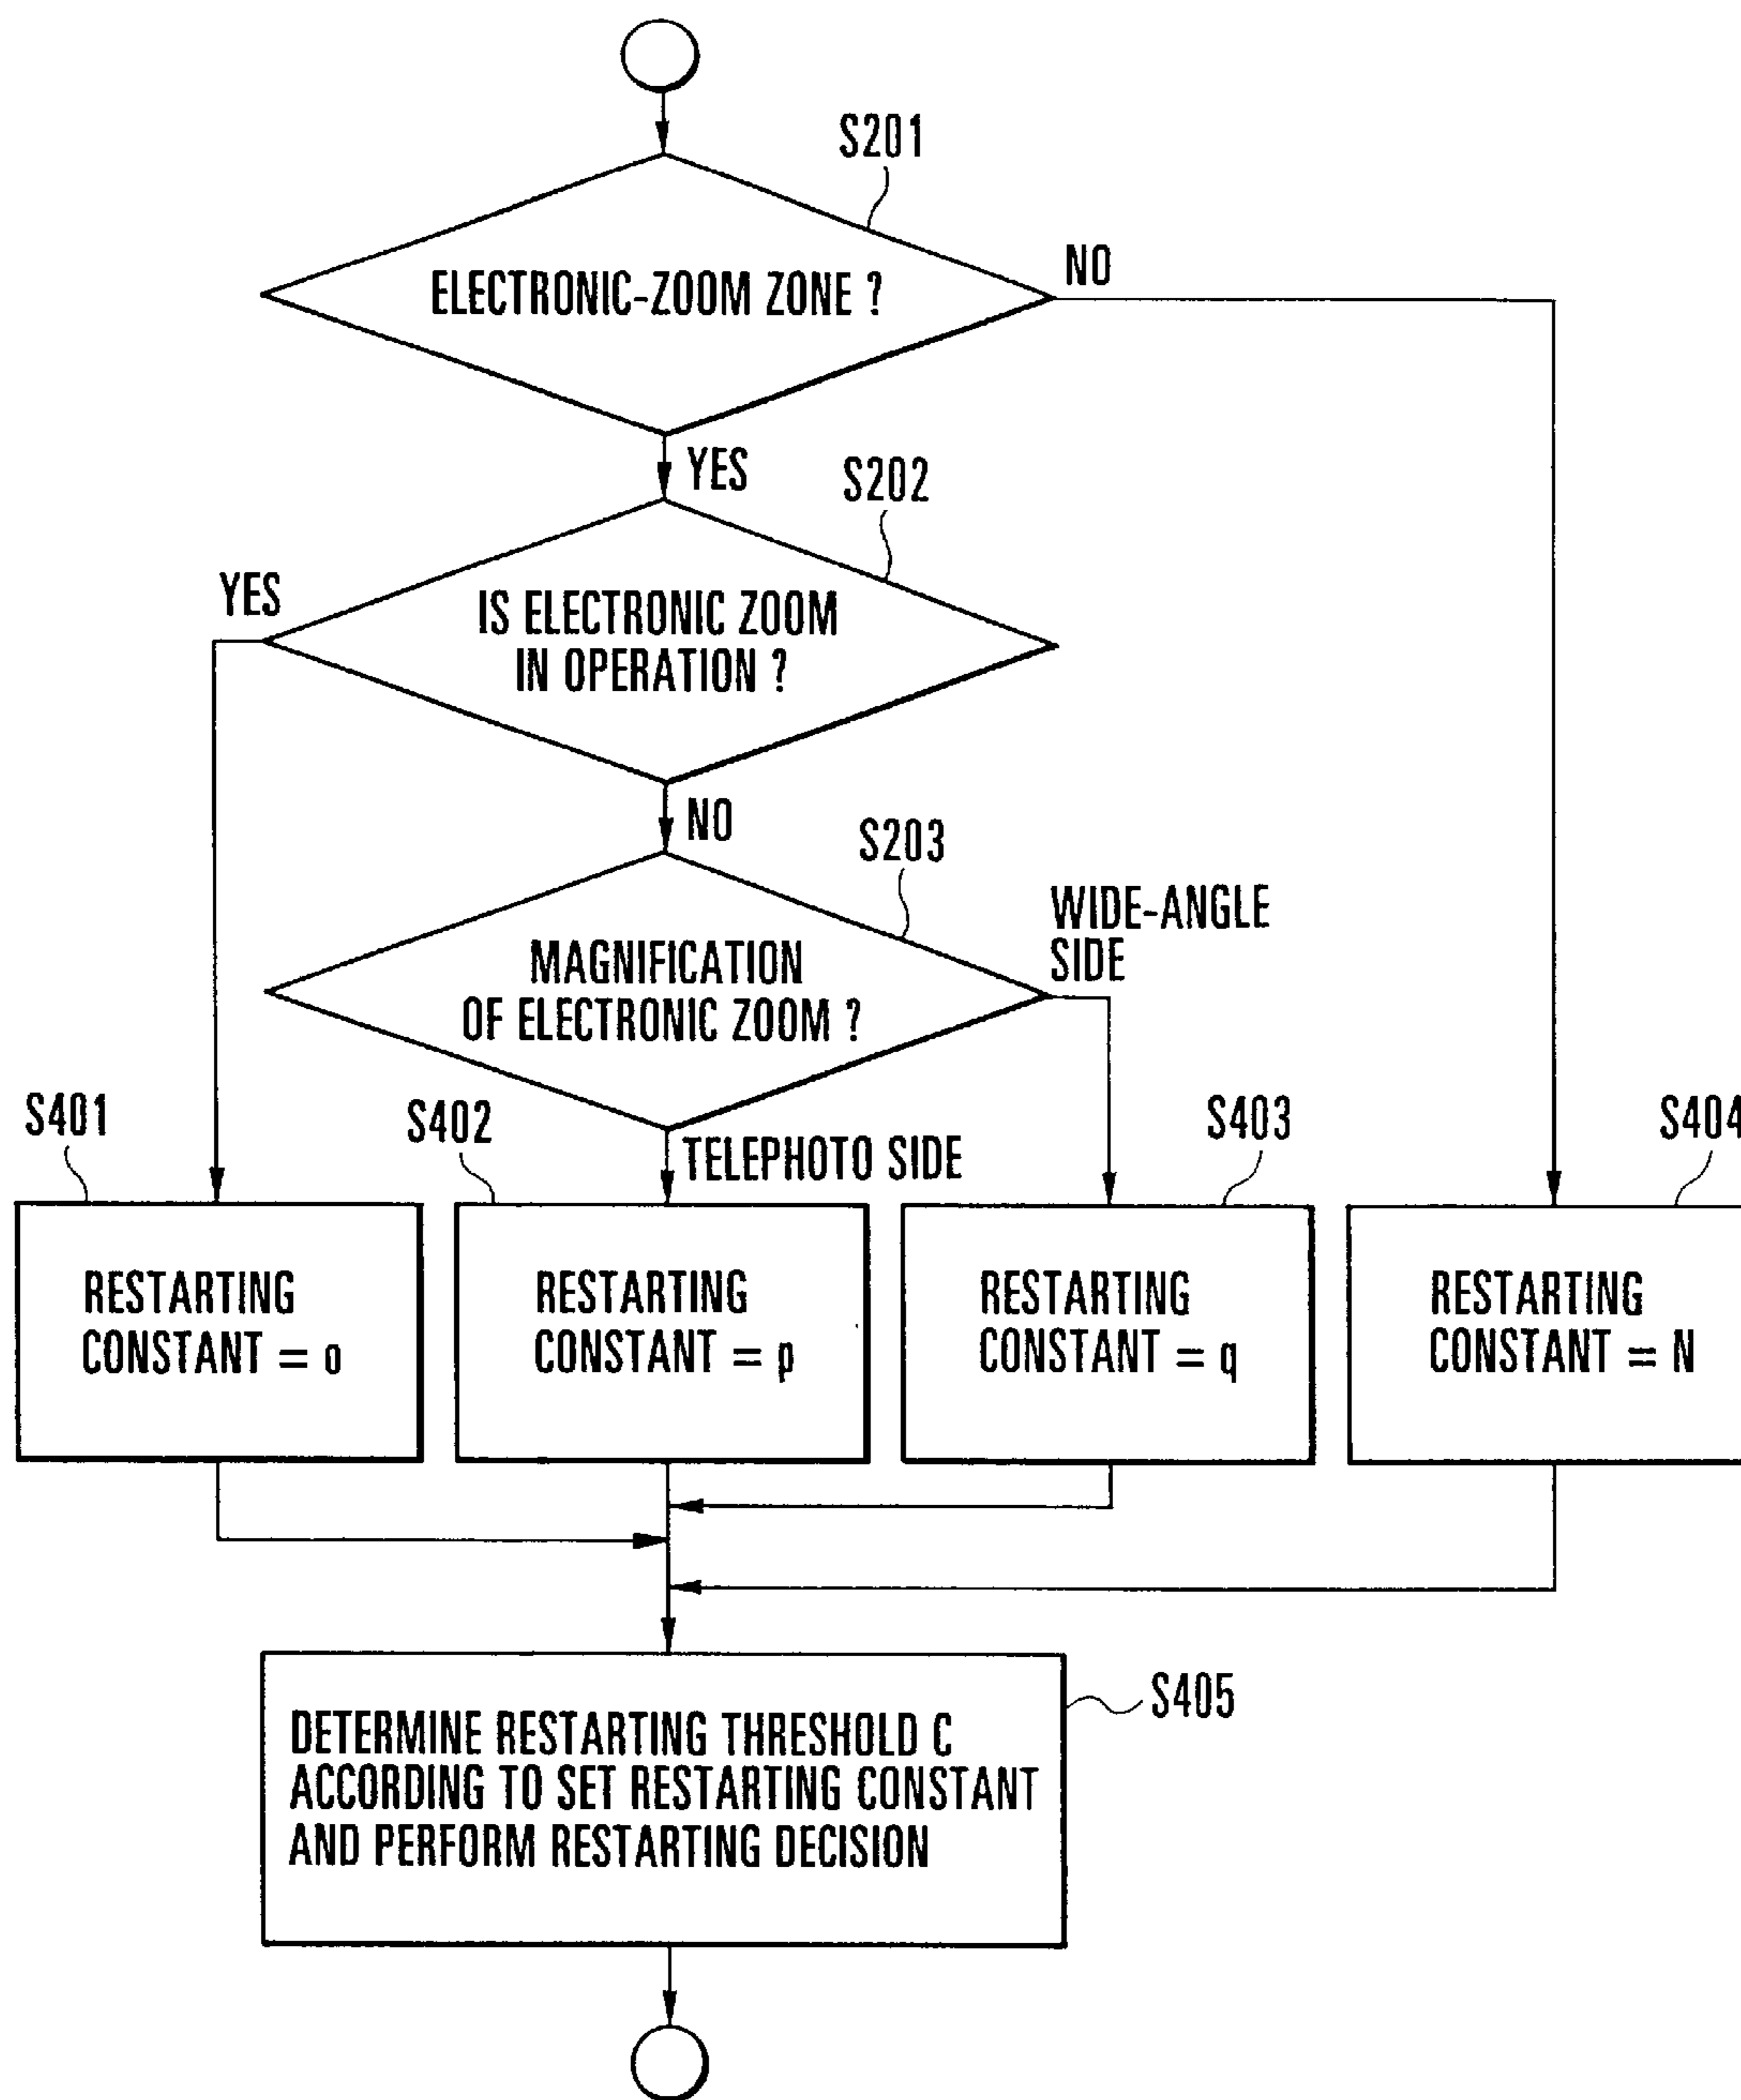 S201
ELECTRONIC-ZOOM ZONE ?
NO
YES
S202
YES
IS ELECTRONIC ZOOM
IN OPERATION ?
NO
S203
WIDE-ANGLE
SIDE
MAGNIFICATION
OF ELECTRONIC ZOOM ?
S401
S402
TELEPHOTO SIDE
S403
S404
RESTARTING
CONSTANT = o
RESTARTING
CONSTANT = p
RESTARTING
CONSTANT = q
RESTARTING
CONSTANT = N
S405
DETERMINE RESTARTING THRESHOLD C
ACCORDING TO SET RESTARTING CONSTANT
AND PERFORM RESTARTING DECISION